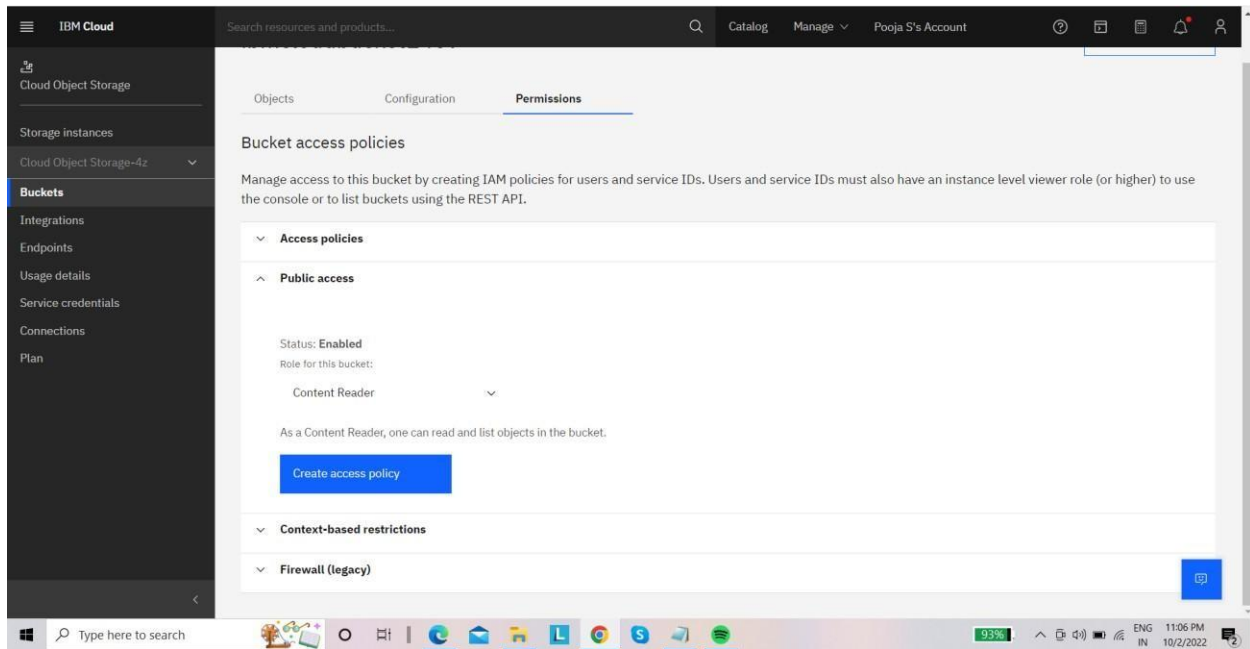 IBM Cloud
Search resources and products...
Catalog
Manage
Pooja S's Account
Cloud Object Storage
Storage instances
Cloud Object Storage-4z
Buckets
Integrations
Endpoints
Usage details
Service credentials
Connections
Plan
Objects
Configuration
Permissions
Bucket access policies
Manage access to this bucket by creating IAM policies for users and service IDs. Users and service IDs must also have an instance level viewer role (or higher) to use
the console or to list buckets using the REST API.
Access policies
Public access
Status: Enabled
Role for this bucket:
Content Reader
As a Content Reader, one can read and list objects in the bucket.
Create access policy
Context-based restrictions
Firewall (legacy)
Type here to search
93%
ENG
IN
11:06 PM
10/2/2022
2